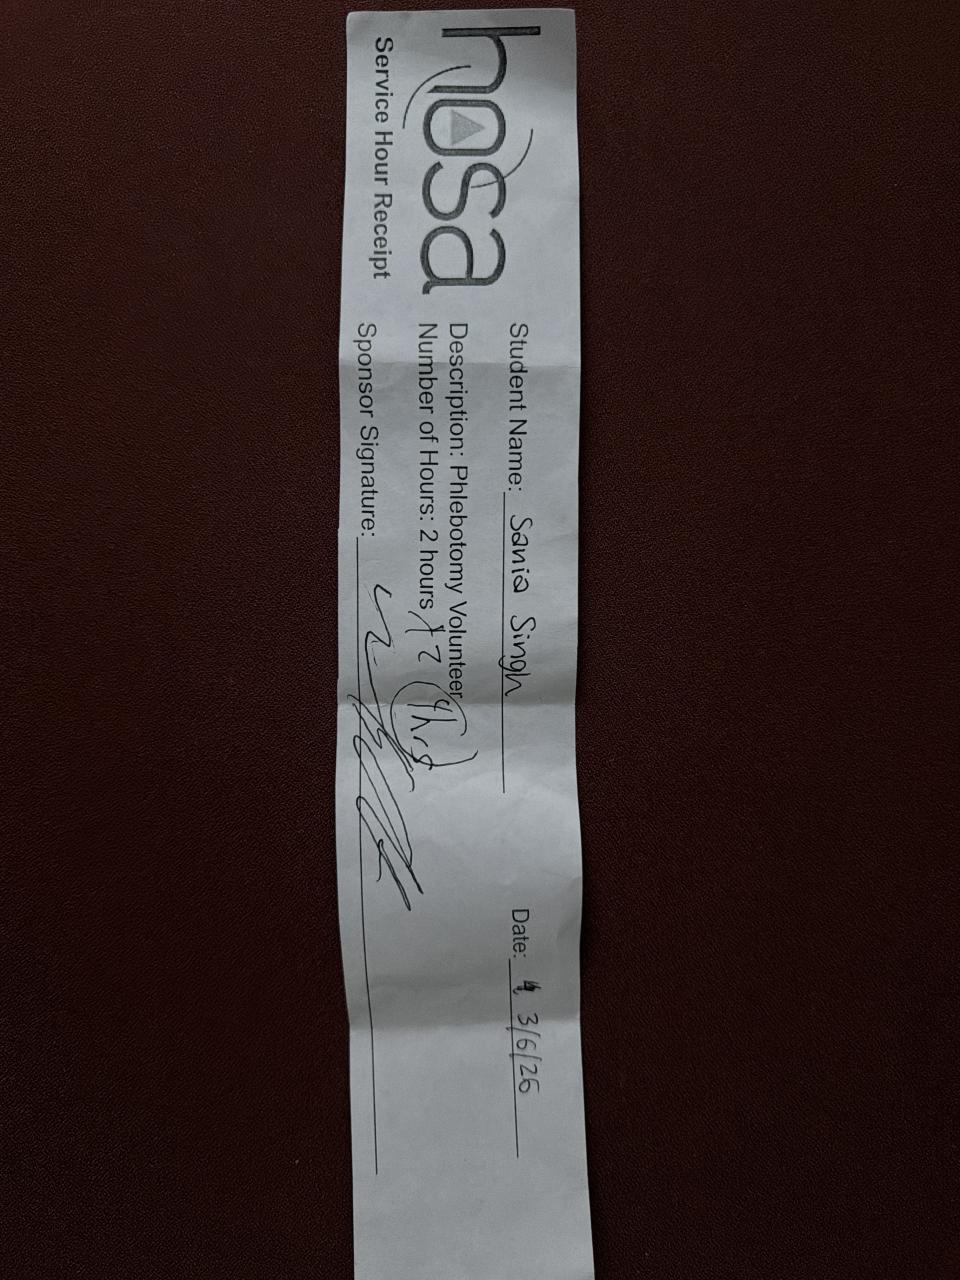 hosa
Service Hour Receipt
Student Name: Sania Singh
Date: 3/6/26
Description: Phlebotomy Volunteer
Number of Hours: 2 hours x 2 (4hrs)
Sponsor Signature: